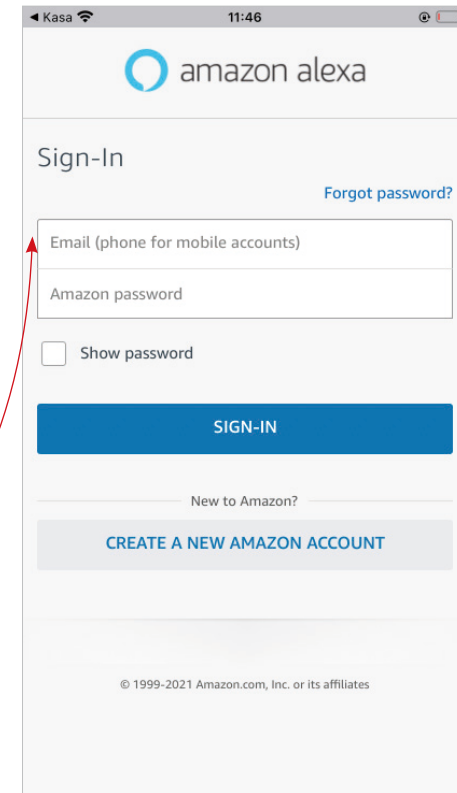 Kasa 11:46
amazon alexa
Sign-In
Forgot password?
Email (phone for mobile accounts)
Amazon password
Show password
SIGN-IN
New to Amazon?
CREATE A NEW AMAZON ACCOUNT
© 1999-2021 Amazon.com, Inc. or its affiliates